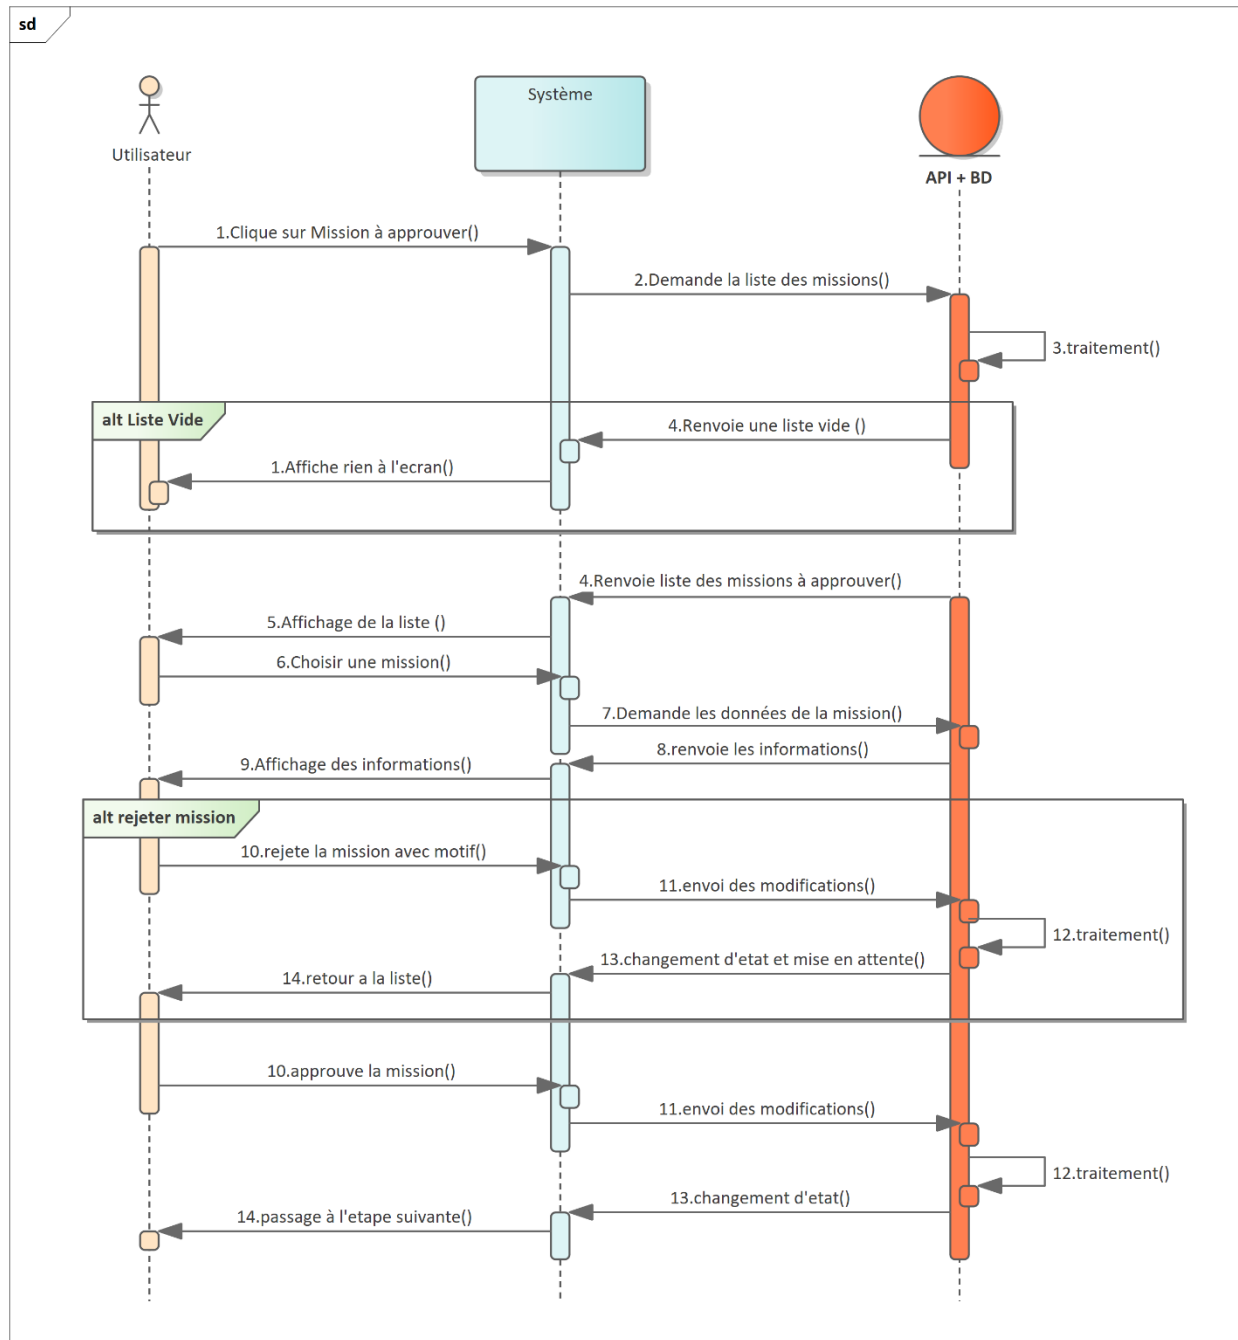 sd
Utilisateur
Système
API + BD
1.Clique sur Mission à approuver()
2.Demande la liste des missions()
3.traitement()
alt Liste Vide
4.Renvoie une liste vide ()
1.Affiche rien à l'ecran()
4.Renvoie liste des missions à approuver()
5.Affichage de la liste ()
6.Choisir une mission()
7.Demande les données de la mission()
8.renvoie les informations()
9.Affichage des informations()
alt rejeter mission
10.rejete la mission avec motif()
11.envoi des modifications()
12.traitement()
13.changement d'etat et mise en attente()
14.retour a la liste()
10.approuve la mission()
11.envoi des modifications()
12.traitement()
13.changement d'etat()
14.passage à l'etape suivante()